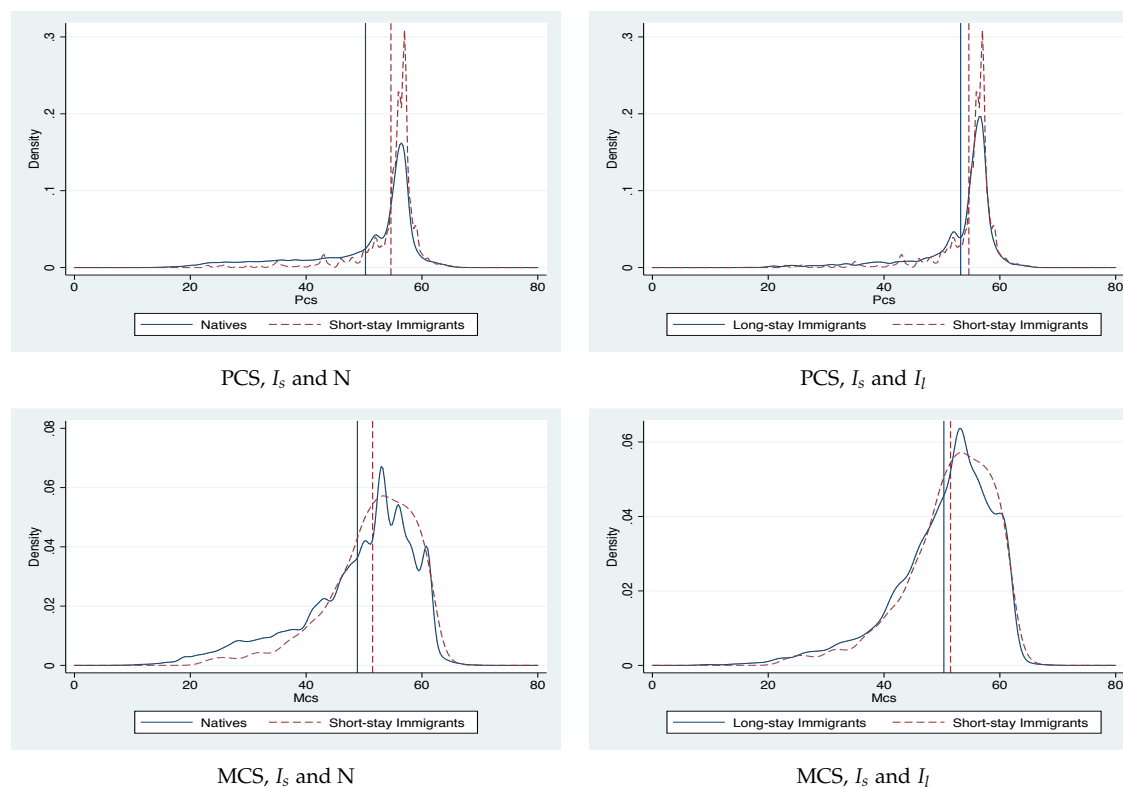 .3
.2
.1
0
Density
0 20 40 60 80
Pcs
Natives Short-stay Immigrants
PCS, I_s and N
.3
.2
.1
0
Density
0 20 40 60 80
Pcs
Long-stay Immigrants Short-stay Immigrants
PCS, I_s and I_l
.08
.06
.04
.02
0
Density
0 20 40 60 80
Mcs
Natives Short-stay Immigrants
MCS, I_s and N
.06
.04
.02
0
Density
0 20 40 60 80
Mcs
Long-stay Immigrants Short-stay Immigrants
MCS, I_s and I_l